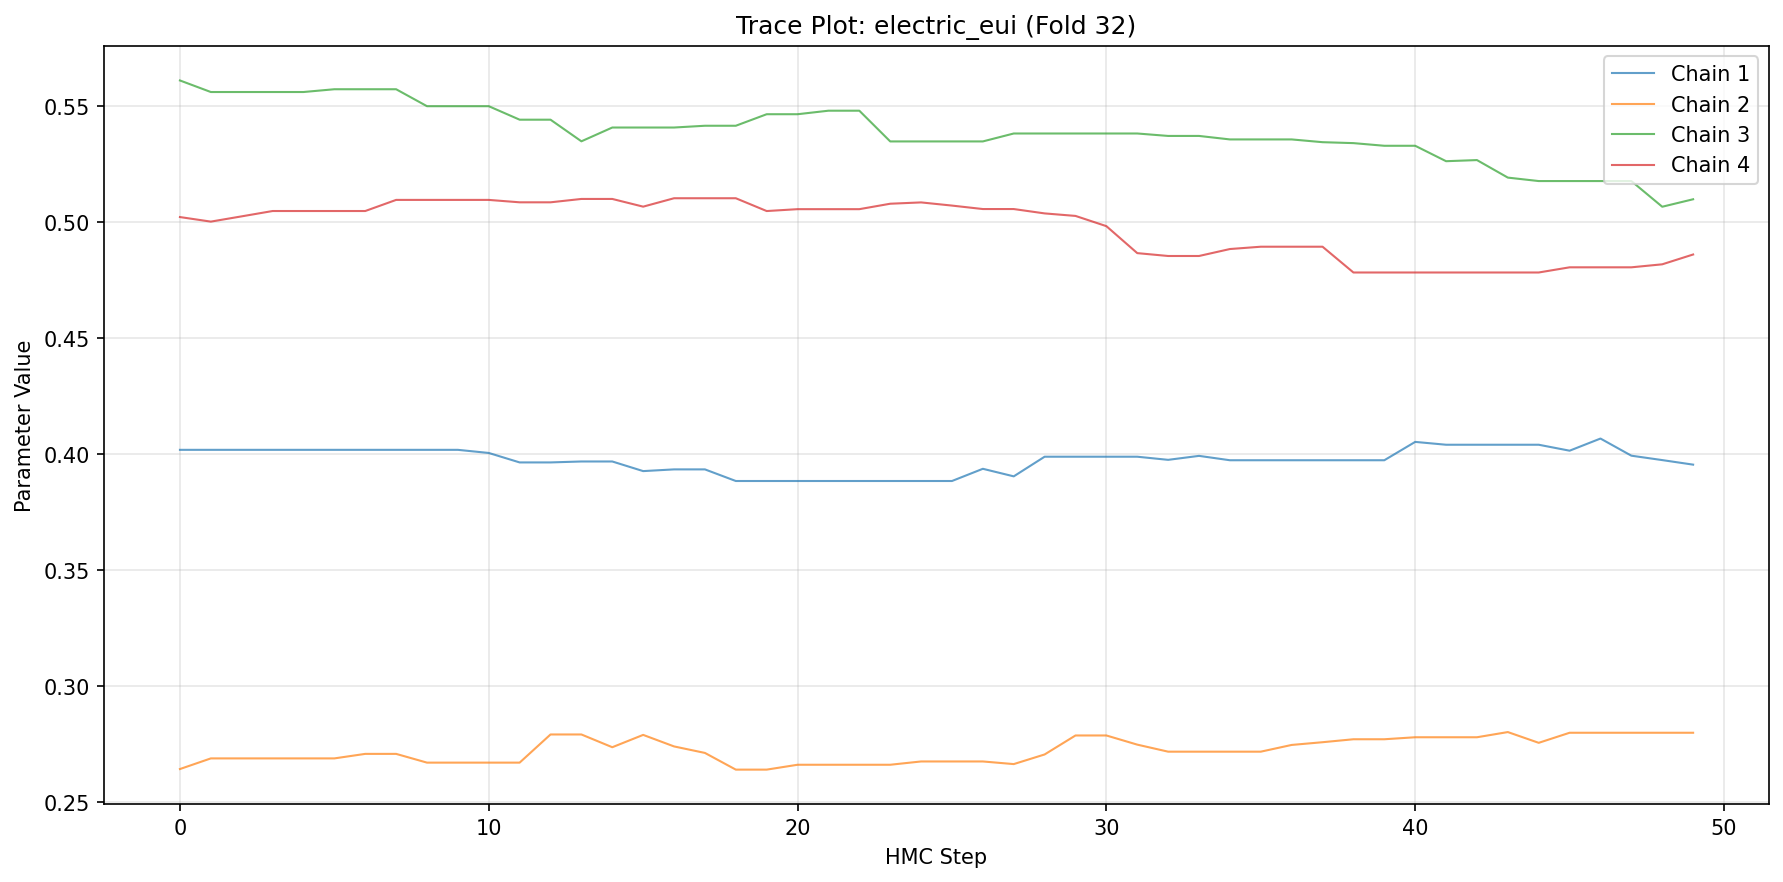 Trace Plot: electric_eui (Fold 32)
Chain 1
Chain 2
Chain 3
Chain 4
Parameter Value
0.55
0.50
0.45
0.40
0.35
0.30
0.25
0 10 20 30 40 50
HMC Step